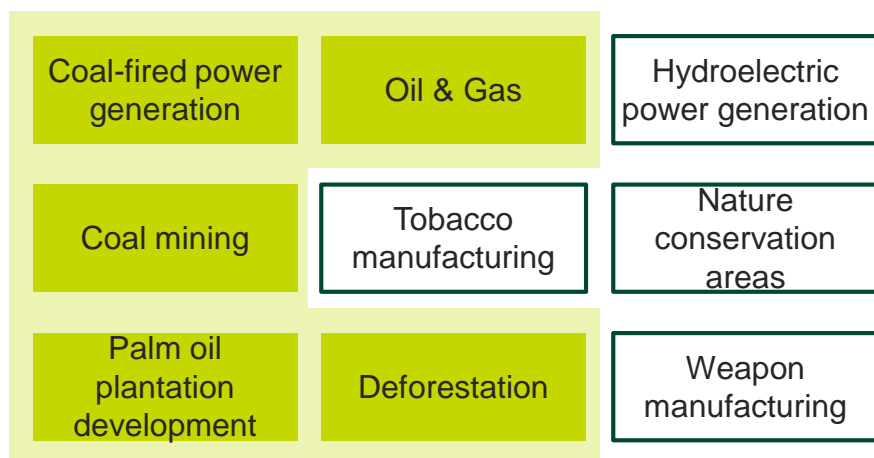 Coal-fired power
generation
Oil & Gas
Hydroelectric
power generation
Coal mining
Tobacco
manufacturing
Nature
conservation
areas
Palm oil
plantation
development
Deforestation
Weapon
manufacturing